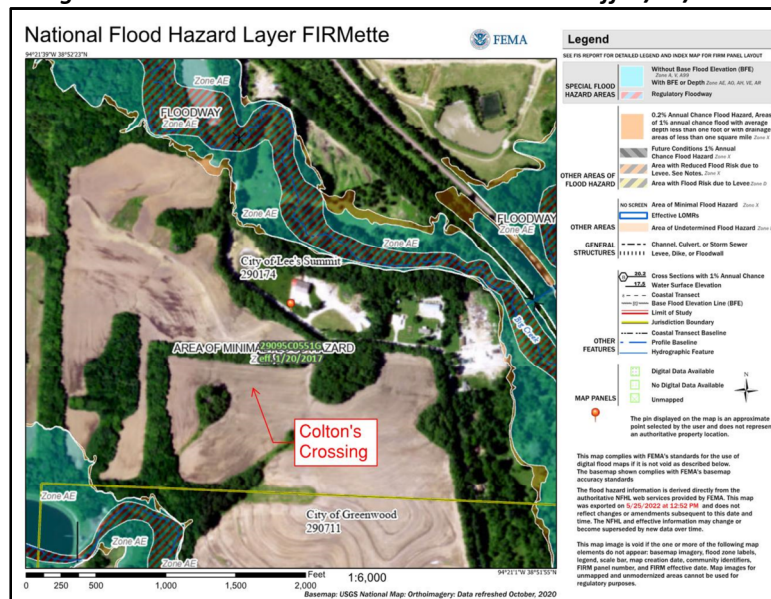 National Flood Hazard Layer FIRMette
FEMA
Legend
SEE FIS REPORT FOR DETAILED LEGEND AND INDEX MAP FOR FIRM PANEL LAYOUT
94°21'39"W 38°52'23"N
SPECIAL FLOOD
HAZARD AREAS
Without Base Flood Elevation (BFE)
Zone A, V, A99
With BFE or Depth Zone AE, AO, AH, VE, AR
Regulatory Floodway
0.2% Annual Chance Flood Hazard, Areas
of 1% annual chance flood with average
depth less than one foot or with drainage
areas of less than one square mile Zone X
Future Conditions 1% Annual
Chance Flood Hazard Zone X
Area with Reduced Flood Risk due to
Levee. See Notes. Zone X
Area with Flood Risk due to Levee Zone D
OTHER AREAS OF
FLOOD HAZARD
NO SCREEN Area of Minimal Flood Hazard Zone X
Effective LOMRs
Area of Undetermined Flood Hazard Zone
OTHER AREAS
GENERAL
STRUCTURES
Channel, Culvert, or Storm Sewer
Levee, Dike, or Floodwall
20.2 Cross Sections with 1% Annual Chance
17.5 Water Surface Elevation
Coastal Transect
Base Flood Elevation Line (BFE)
Limit of Study
Jurisdiction Boundary
Coastal Transect Baseline
Profile Baseline
Hydrographic Feature
OTHER
FEATURES
Digital Data Available
No Digital Data Available
Unmapped
MAP PANELS
N
The pin displayed on the map is an approximate
point selected by the user and does not represen
an authoritative property location.
This map complies with FEMA's standards for the use of
digital flood maps if it is not void as described below.
The basemap shown complies with FEMA's basemap
accuracy standards
The flood hazard information is derived directly from the
authoritative NFHL web services provided by FEMA. This map
was exported on 5/25/2022 at 12:52 PM and does not
reflect changes or amendments subsequent to this date and
time. The NFHL and effective information may change or
become superseded by new data over time.
This map image is void if the one or more of the following map
elements do not appear: basemap imagery, flood zone labels,
legend, scale bar, map creation date, community identifiers,
FIRM panel number, and FIRM effective date. Map images for
unmapped and unmodernized areas cannot be used for
regulatory purposes.
Zone AE
Zone AE
FLOODWAY
Zone AE
FLOODWAY
Zone AE
Zone AE
City of Lee's Summit
290174
Big Creek
AREA OF MINIMA
29095C0551G
ZARD
eff. 1/20/2017
Colton's
Crossing
City of Greenwood
290711
Zone AE
Zone AE
Zone AE
94°21'1"W 38°51'55"N
Feet
1:6,000
0 250 500 1,000 1,500 2,000
Basemap: USGS National Map: Orthoimagery: Data refreshed October, 2020